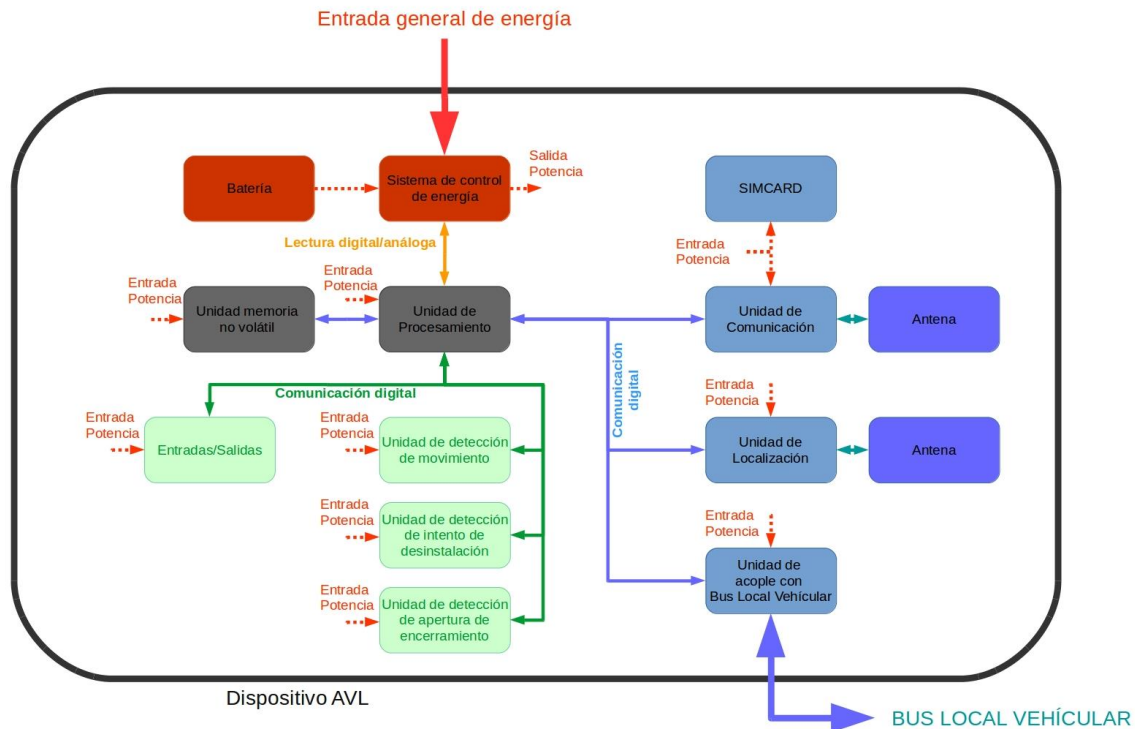 Entrada general de energía
Batería
Sistema de control
de energía
Salida
Potencia
SIMCARD
Lectura digital/análoga
Entrada
Potencia
Entrada
Potencia
Entrada
Potencia
Unidad memoria
no volátil
Unidad de
Procesamiento
Unidad de
Comunicación
Antena
Comunicación digital
Comunicación
digital
Entrada
Potencia
Entradas/Salidas
Entrada
Potencia
Unidad de detección
de movimiento
Entrada
Potencia
Unidad de
Localización
Antena
Entrada
Potencia
Unidad de detección
de intento de
desinstalación
Entrada
Potencia
Unidad de
acople con
Bus Local Vehícular
Entrada
Potencia
Unidad de detección
de apertura de
encerramiento
Dispositivo AVL
BUS LOCAL VEHÍCULAR